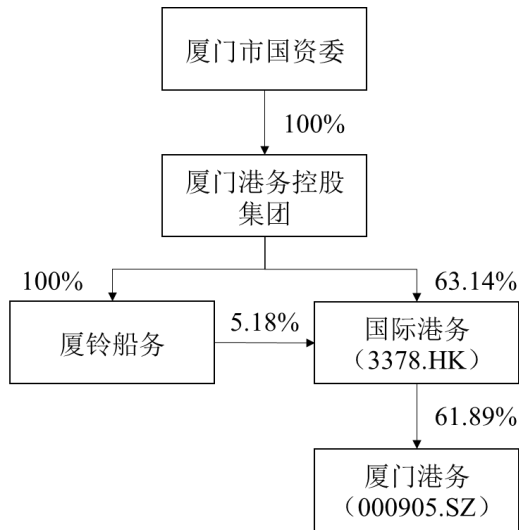 厦门市国资委
100%
厦门港务控股
集团
100%
63.14%
厦铃船务
5.18%
国际港务
（3378.HK）
61.89%
厦门港务
（000905.SZ）